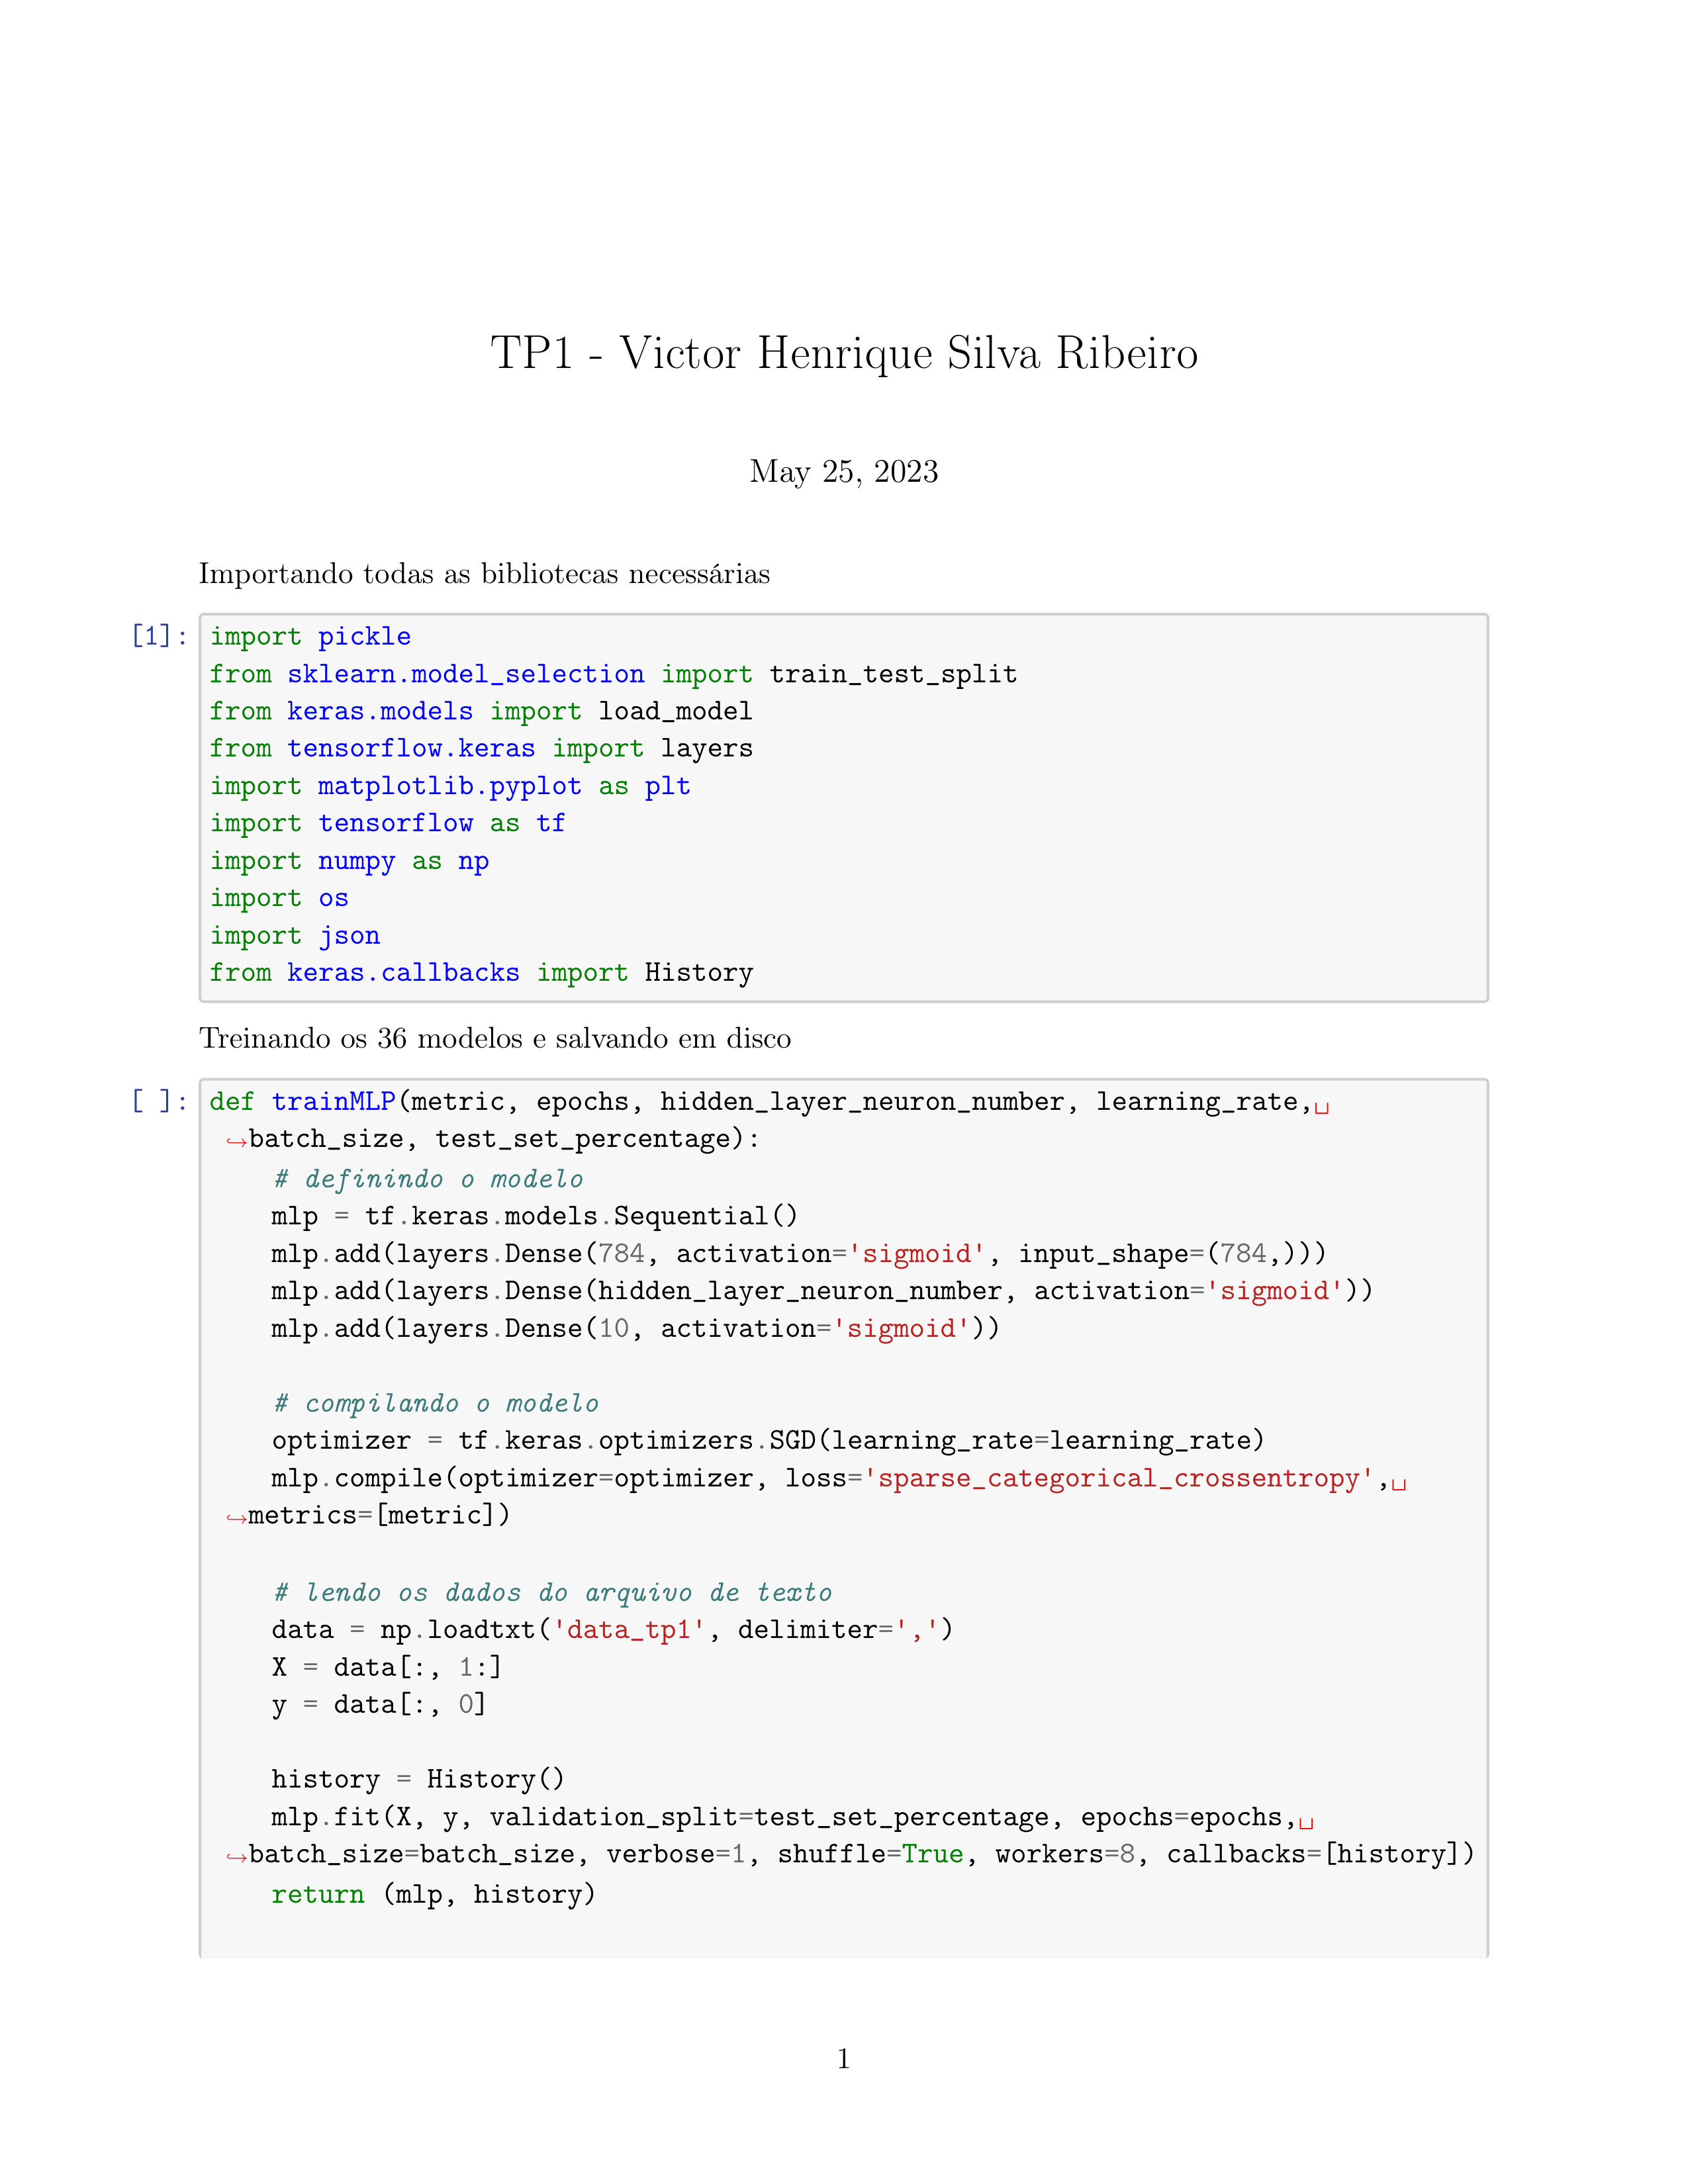 TP1 - Victor Henrique Silva Ribeiro
May 25, 2023
Importando todas as bibliotecas necessárias
[1]: import pickle
from sklearn.model_selection import train_test_split
from keras.models import load_model
from tensorflow.keras import layers
import matplotlib.pyplot as plt
import tensorflow as tf
import numpy as np
import os
import json
from keras.callbacks import History
Treinando os 36 modelos e salvando em disco
[ ]: def trainMLP(metric, epochs, hidden_layer_neuron_number, learning_rate,␣
↪batch_size, test_set_percentage):
    # definindo o modelo
    mlp = tf.keras.models.Sequential()
    mlp.add(layers.Dense(784, activation='sigmoid', input_shape=(784,)))
    mlp.add(layers.Dense(hidden_layer_neuron_number, activation='sigmoid'))
    mlp.add(layers.Dense(10, activation='sigmoid'))
    # compilando o modelo
    optimizer = tf.keras.optimizers.SGD(learning_rate=learning_rate)
    mlp.compile(optimizer=optimizer, loss='sparse_categorical_crossentropy',␣
↪metrics=[metric])
    # lendo os dados do arquivo de texto
    data = np.loadtxt('data_tp1', delimiter=',')
    X = data[:, 1:]
    y = data[:, 0]
    history = History()
    mlp.fit(X, y, validation_split=test_set_percentage, epochs=epochs,␣
↪batch_size=batch_size, verbose=1, shuffle=True, workers=8, callbacks=[history])
    return (mlp, history)
1